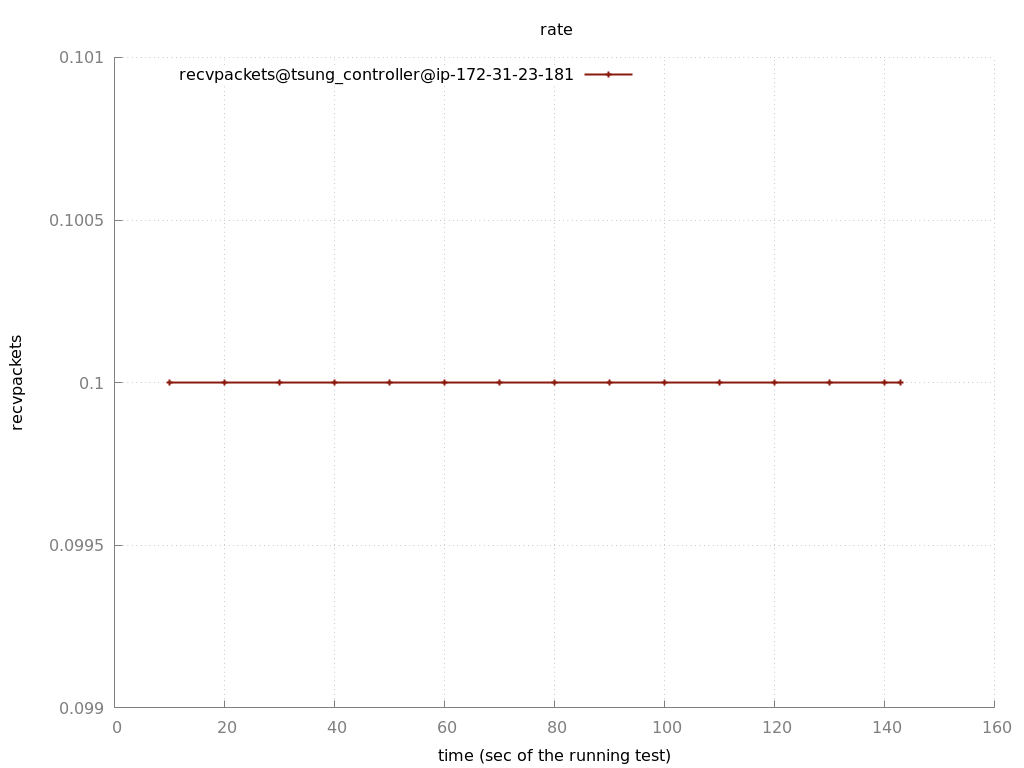 rate
0.101
recvpackets@tsung_controller@ip-172-31-23-181
0.1005
recvpackets
0.1
0.0995
0.099
0 20 40 60 80 100 120 140 160
time (sec of the running test)